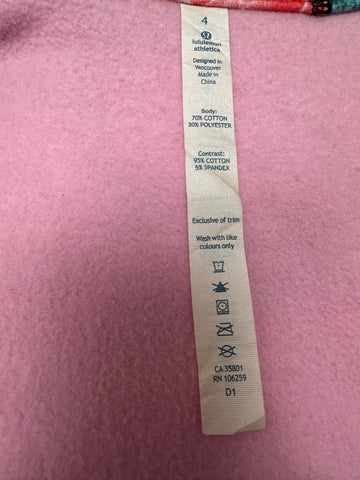 4
lululemon
athletica
Designed in
Vancouver
Made in
China
Body:
70% COTTON
30% POLYESTER
Contrast:
95% COTTON
5% SPANDEX
Exclusive of trim
Wash with like
colours only
CA 35801
RN 106259
D1